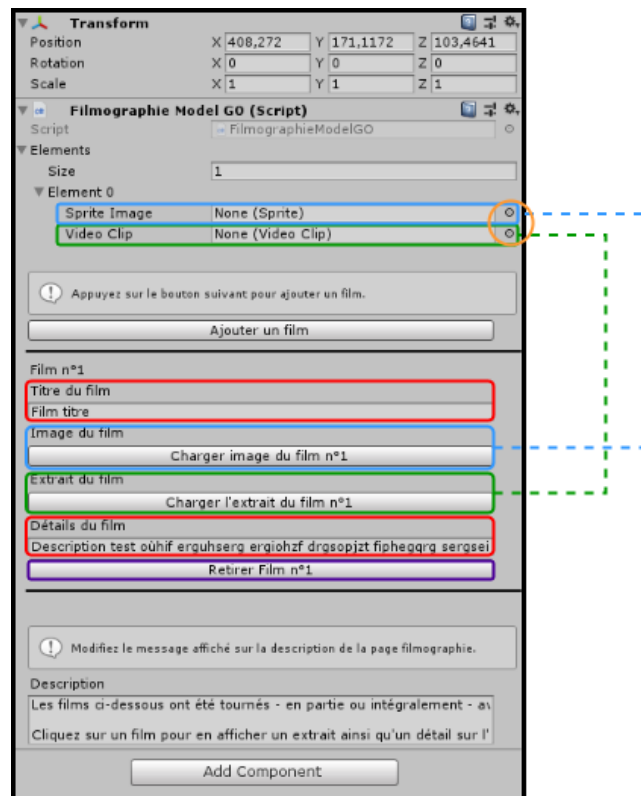 Transform
Position X 408,272 Y 171,1172 Z 103,4641
Rotation X 0 Y 0 Z 0
Scale X 1 Y 1 Z 1
Filmographie Model GO (Script)
Script FilmographieModelGO
Elements
Size 1
Element 0
Sprite Image None (Sprite)
Video Clip None (Video Clip)
Appuyez sur le bouton suivant pour ajouter un film.
Ajouter un film
Film n°1
Titre du film
Film titre
Image du film
Charger image du film n°1
Extrait du film
Charger l'extrait du film n°1
Détails du film
Description test oùhif erguhserg ergiohzf drgsopjzt fiphegqrg sergsei
Retirer Film n°1
Modifiez le message affiché sur la description de la page filmographie.
Description
Les films ci-dessous ont été tournés - en partie ou intégralement - av
Cliquez sur un film pour en afficher un extrait ainsi qu'un détail sur l'
Add Component